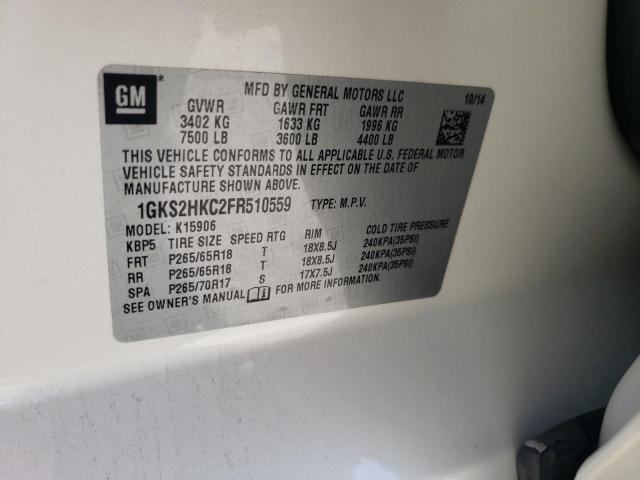 GM
MFD BY GENERAL MOTORS LLC 10/14
GVWR GAWR FRT GAWR RR
3402 KG 1633 KG 1996 KG
7500 LB 3600 LB 4400 LB
THIS VEHICLE CONFORMS TO ALL APPLICABLE U.S. FEDERAL MOTOR
VEHICLE SAFETY STANDARDS IN EFFECT ON THE DATE OF
MANUFACTURE SHOWN ABOVE.
1GKS2HKC2FR510559 TYPE: M.P.V.
MODEL: K15906
KBP5 TIRE SIZE SPEED RTG RIM COLD TIRE PRESSURE
FRT P265/65R18 T 18X8.5J 240KPA(35PSI)
RR P265/65R18 T 18X8.5J 240KPA(35PSI)
SPA P265/70R17 S 17X7.5J 240KPA(35PSI)
SEE OWNER'S MANUAL FOR MORE INFORMATION.